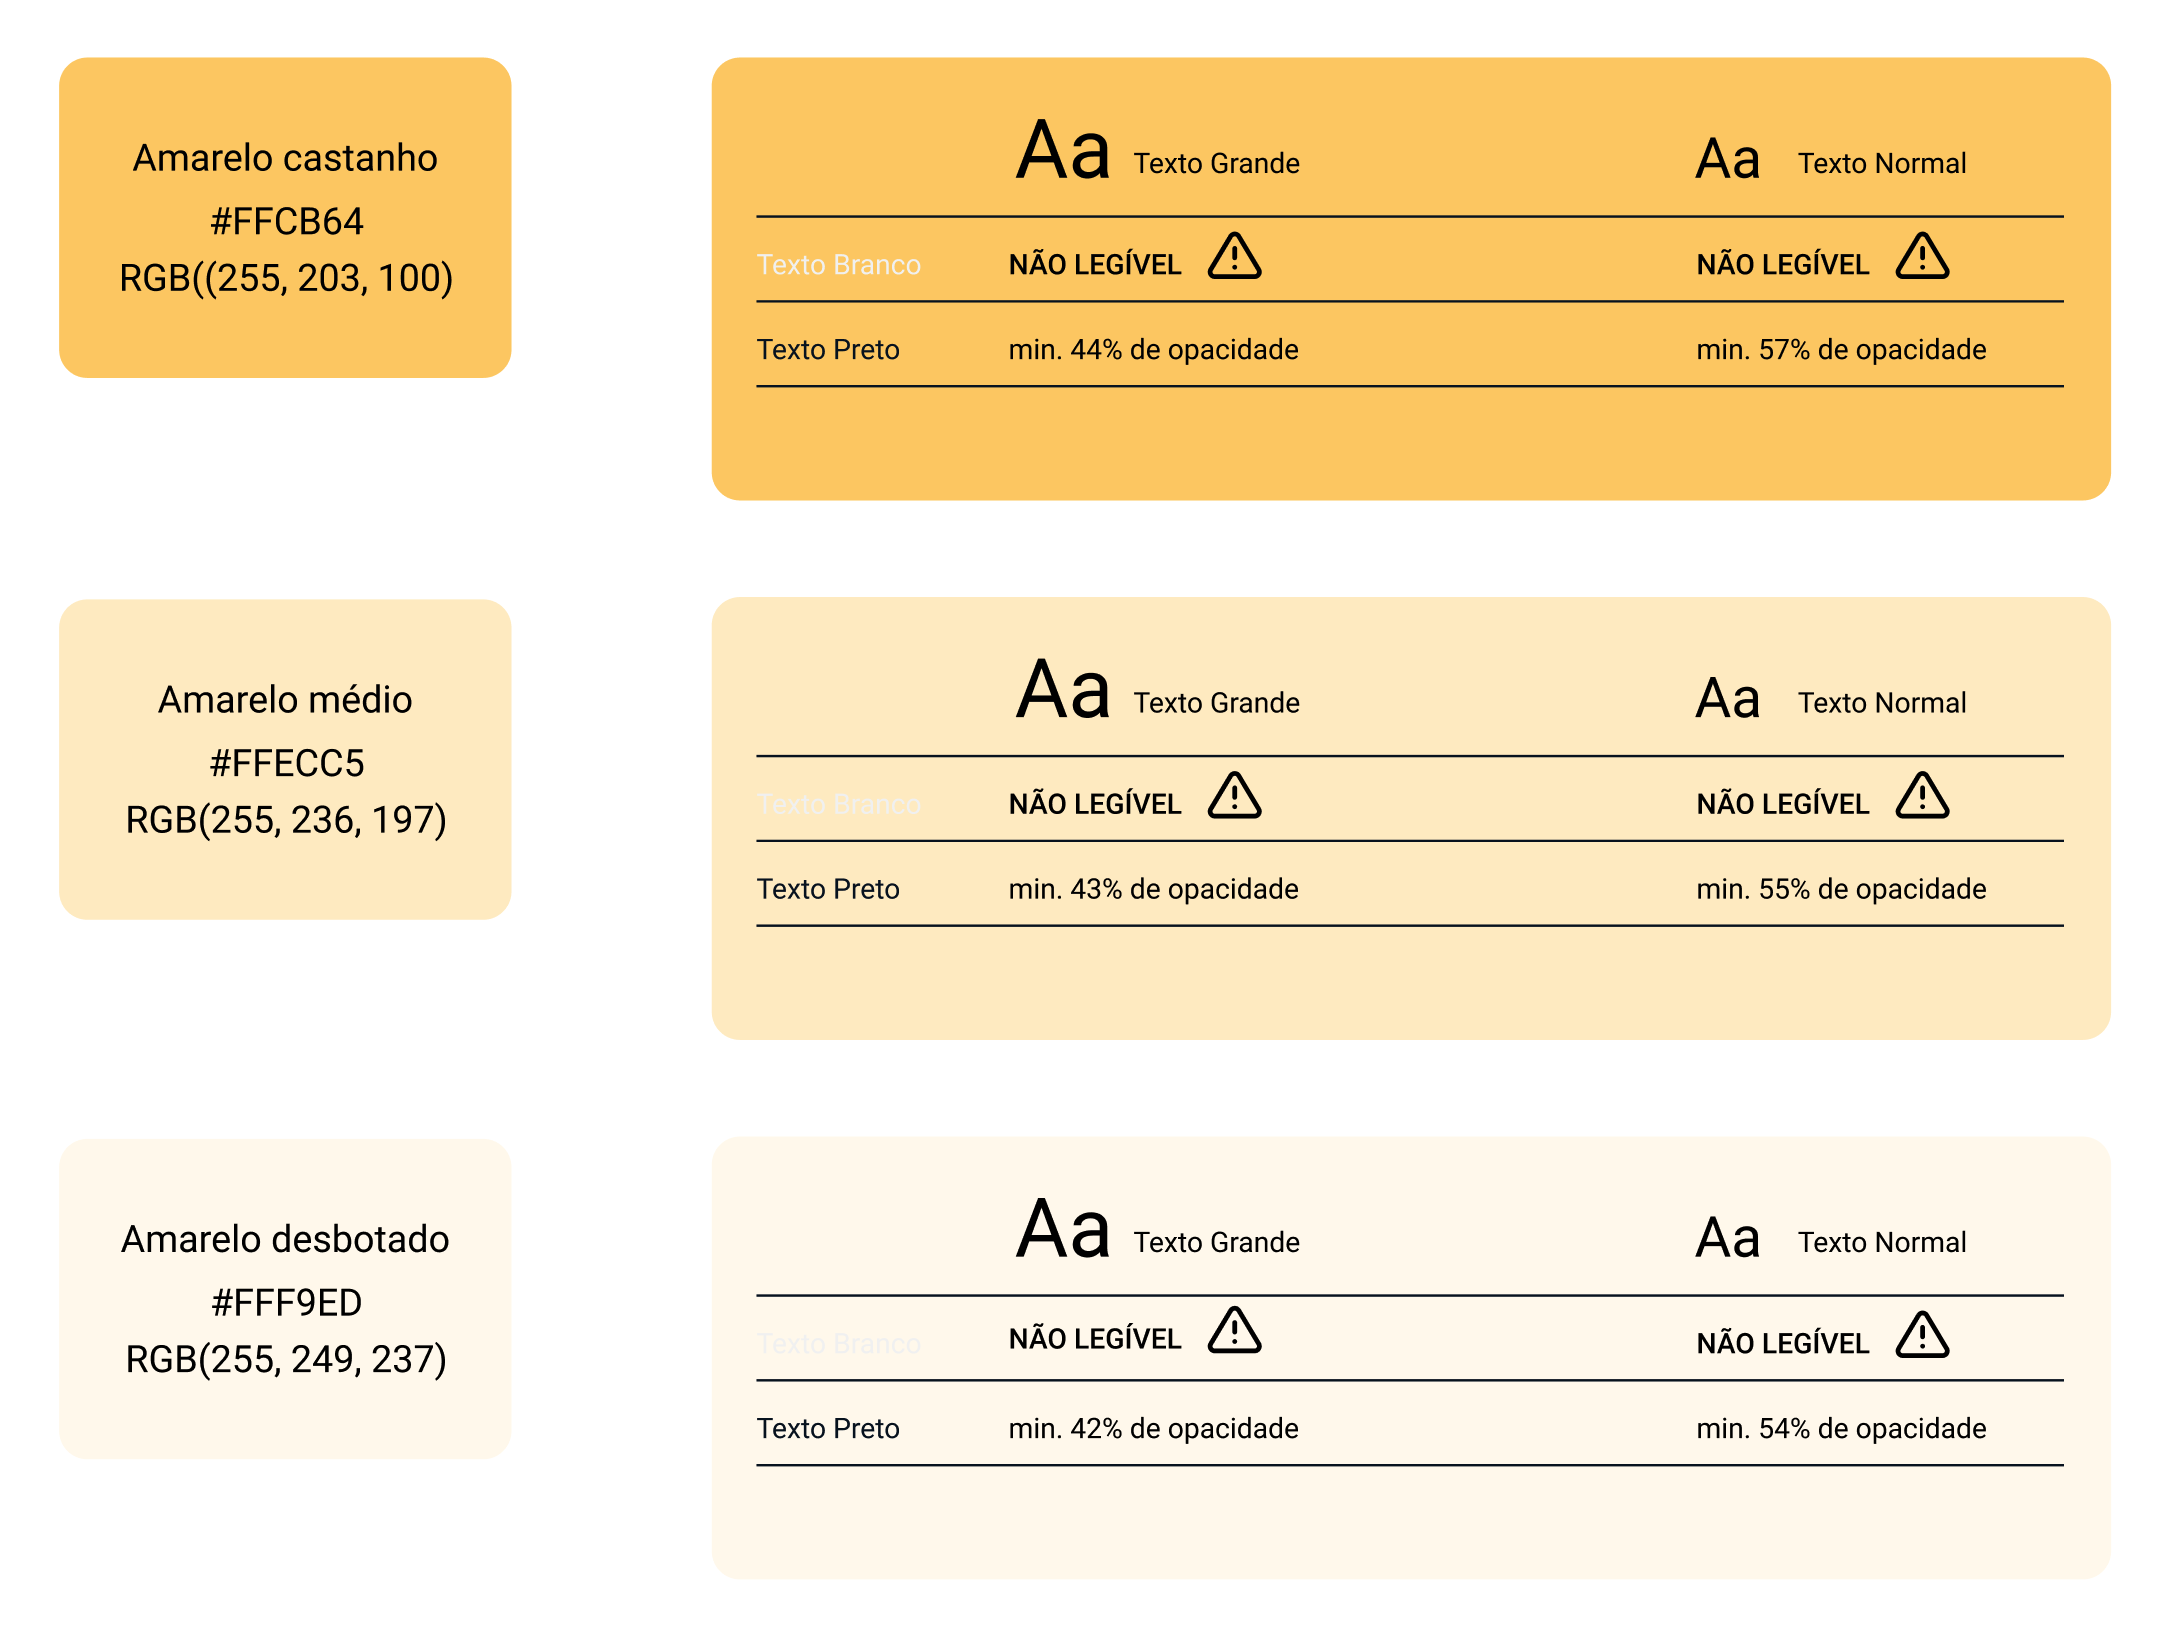 Amarelo castanho
#FFCB64
RGB((255, 203, 100)
Aa Texto Grande Aa Texto Normal
Texto Branco NÃO LEGÍVEL NÃO LEGÍVEL
Texto Preto min. 44% de opacidade min. 57% de opacidade
Amarelo médio
#FFECC5
RGB(255, 236, 197)
Aa Texto Grande Aa Texto Normal
Texto Branco NÃO LEGÍVEL NÃO LEGÍVEL
Texto Preto min. 43% de opacidade min. 55% de opacidade
Amarelo desbotado
#FFF9ED
RGB(255, 249, 237)
Aa Texto Grande Aa Texto Normal
Texto Branco NÃO LEGÍVEL NÃO LEGÍVEL
Texto Preto min. 42% de opacidade min. 54% de opacidade